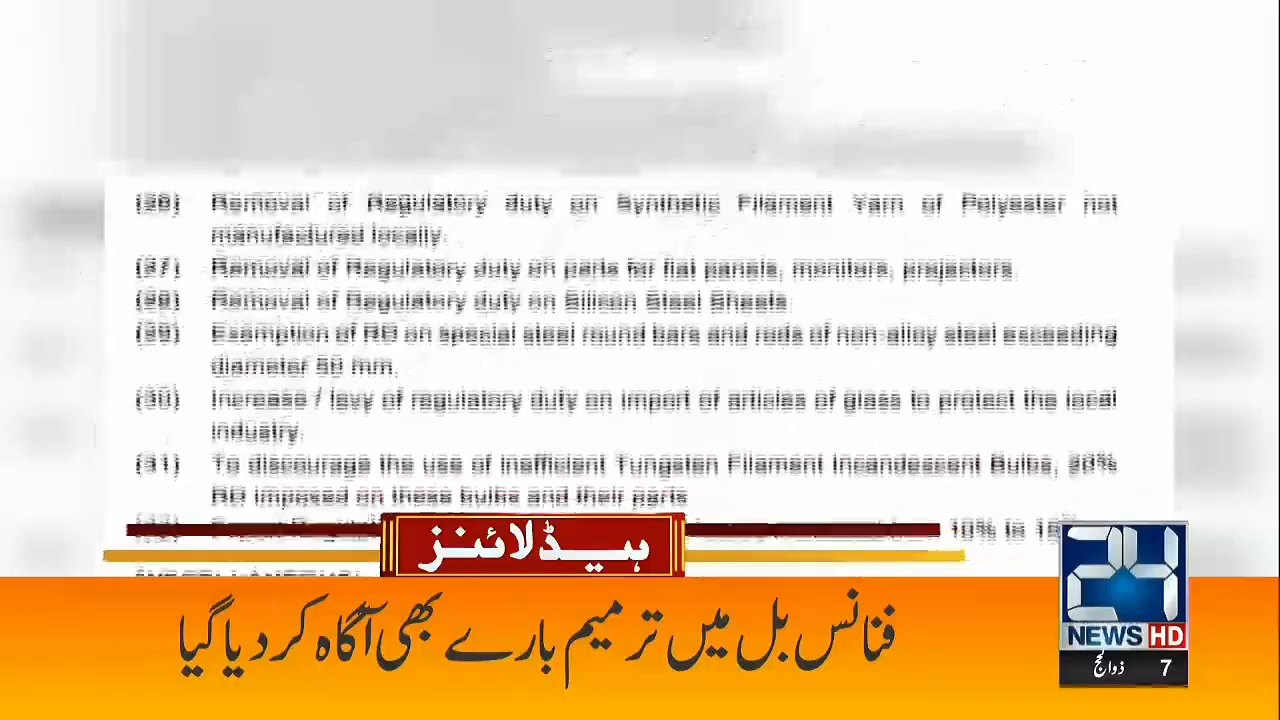 (26) Removal of Regulatory duty on Synthetic Filament Yarn of Polyester not
manufactured locally.
(27) Removal of Regulatory duty on parts for flat panels, monitors, projectors.
(28) Removal of Regulatory duty on Silicon Steel Sheets
(29) Exemption of RD on special steel round bars and rods of non-alloy steel exceeding
diameter 50 mm.
(30) Increase / levy of regulatory duty on import of articles of glass to protect the local
industry.
(31) To discourage the use of inefficient Tungsten Filament Incandescent Bulbs, 20%
RD imposed on these bulbs and their parts
10% to
ہیڈلائنز
فنانس بل میں ترمیم بارے بھی آگاہ کردیاگیا
24
NEWS HD
7 ذوالحج